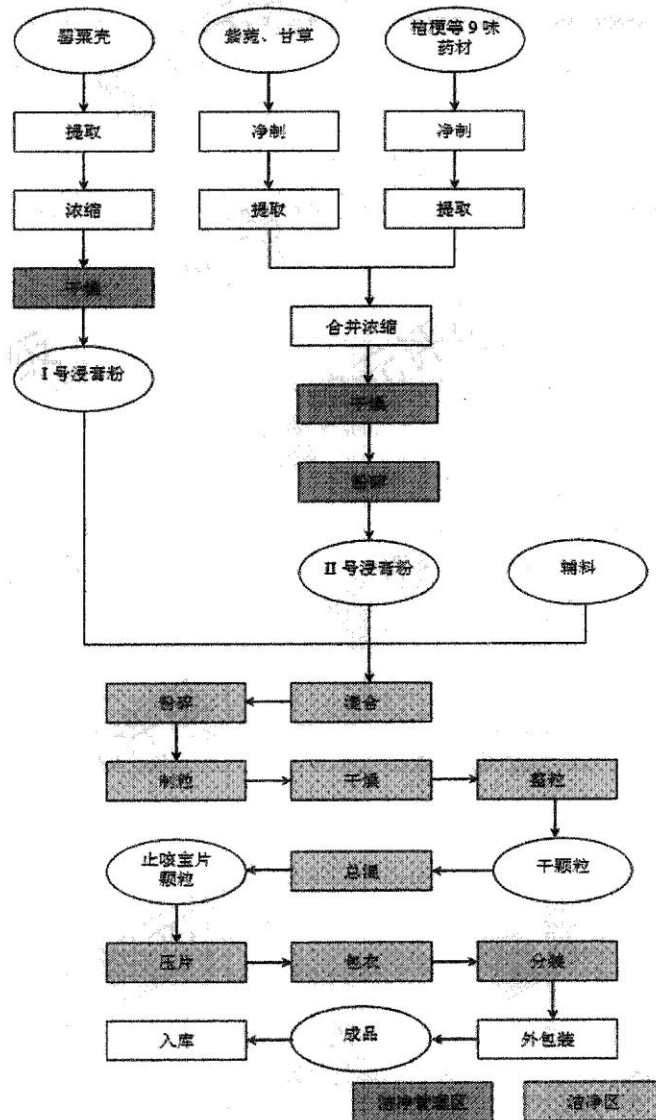 罂粟壳
紫菀、甘草
桔梗等9味
药材
提取
净制
净制
浓缩
提取
提取
干燥
合并浓缩
I号浸膏粉
干燥
粉碎
II号浸膏粉
辅料
粉碎
混合
制粒
干燥
整粒
止咳宝片
颗粒
总混
干颗粒
压片
包衣
分装
入库
成品
外包装
洁净管理区
洁净区